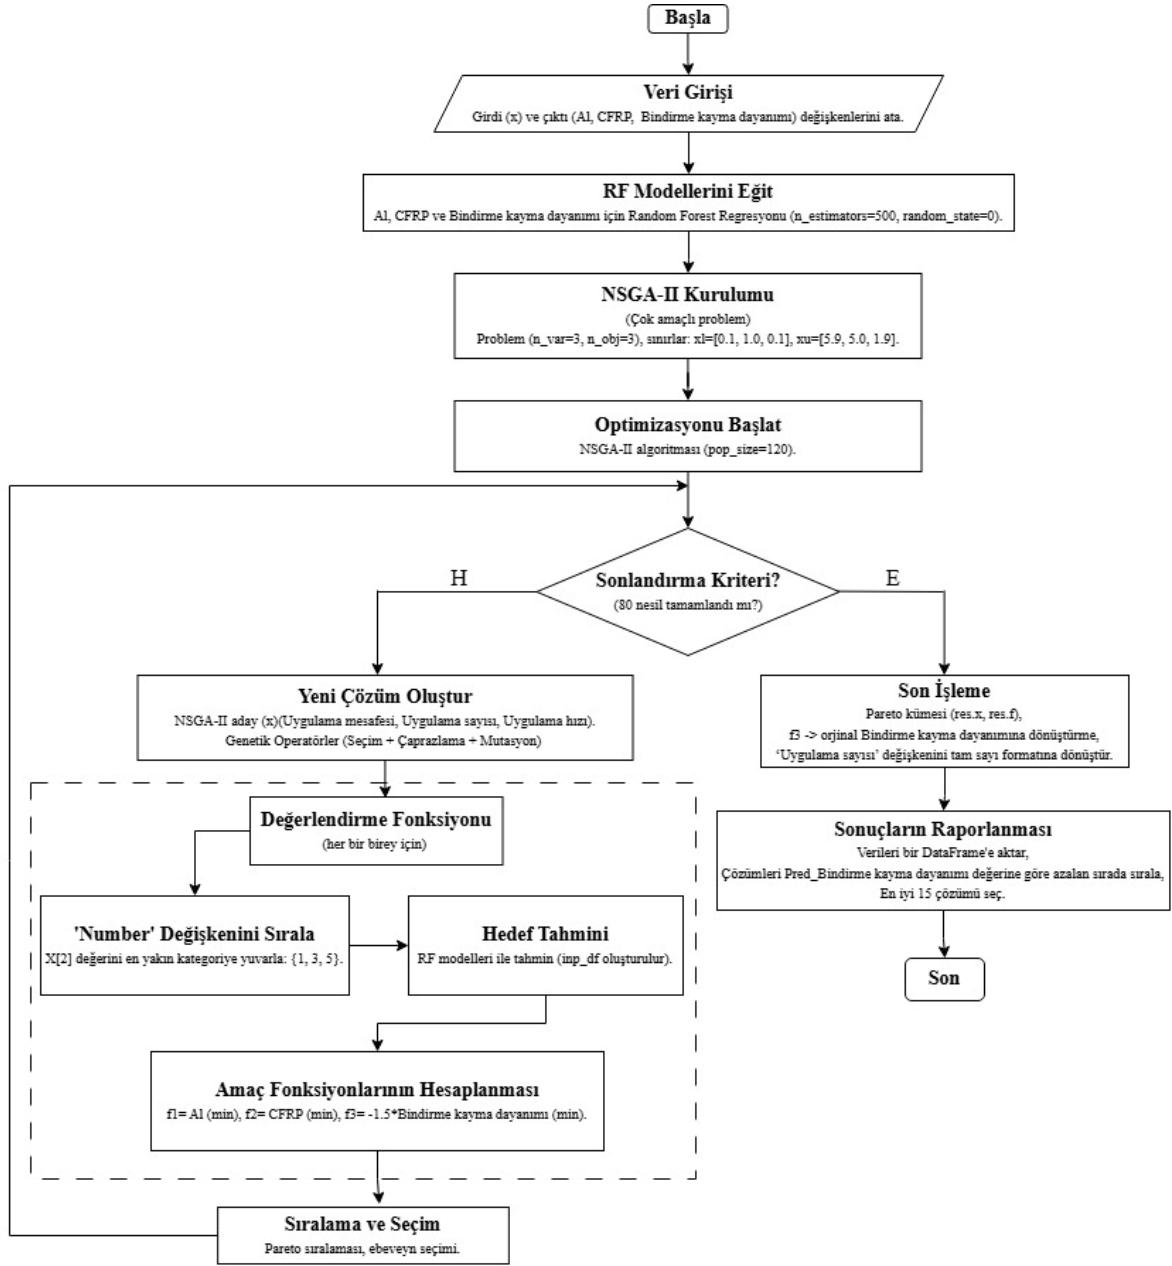 Başla
Veri Girişi
Girdi (x) ve çıktı (Al, CFRP, Bindirme kayma dayanımı) değişkenlerini ata.
RF Modellerini Eğit
Al, CFRP ve Bindirme kayma dayanımı için Random Forest Regresyonu (n_estimators=500, random_state=0).
NSGA-II Kurulumu
(Çok amaçlı problem)
Problem (n_var=3, n_obj=3), sınırlar: xl=[0.1, 1.0, 0.1], xu=[5.9, 5.0, 1.9].
Optimizasyonu Başlat
NSGA-II algoritması (pop_size=120).
Sonlandırma Kriteri?
(80 nesil tamamlandı mı?)
H
E
Yeni Çözüm Oluştur
NSGA-II aday (x)(Uygulama mesafesi, Uygulama sayısı, Uygulama hızı).
Genetik Operatörler (Seçim + Çaprazlama + Mutasyon)
Değerlendirme Fonksiyonu
(her bir birey için)
'Number' Değişkenini Sırala
X[2] değerini en yakın kategoriye yuvarla: {1, 3, 5}.
Hedef Tahmini
RF modelleri ile tahmin (inp_df oluşturulur).
Amaç Fonksiyonlarının Hesaplanması
f1= Al (min), f2= CFRP (min), f3= -1.5*Bindirme kayma dayanımı (min).
Sıralama ve Seçim
Pareto sıralaması, ebeveyn seçimi.
Son İşleme
Pareto kümesi (res.x, res.f),
f3 -> orjinal Bindirme kayma dayanımına dönüştürme,
‘Uygulama sayısı’ değişkenini tam sayı formatına dönüştür.
Sonuçların Raporlanması
Verileri bir DataFrame'e aktar,
Çözümleri Pred_Bindirme kayma dayanımı değerine göre azalan sırada sırala,
En iyi 15 çözümü seç.
Son